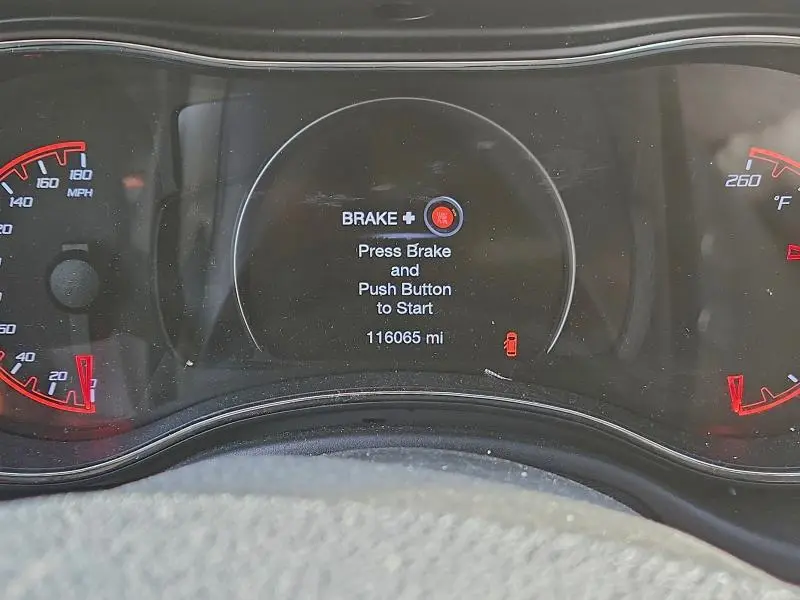 180
160
MPH
140
40
20
BRAKE +
Press Brake
and
Push Button
to Start
116065 mi
260
°F